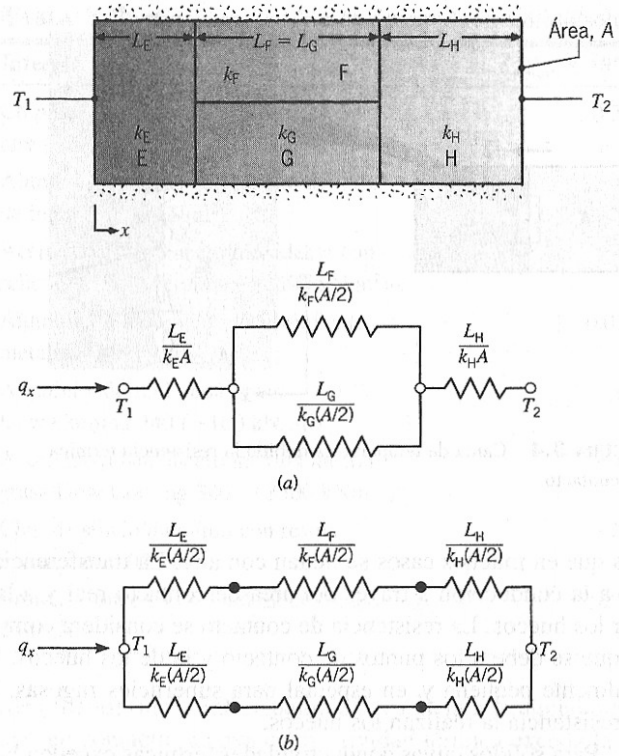 L_E L_F = L_G L_H Área, A
k_F F
T_1 T_2
k_E k_G k_H
E G H
x
L_F
k_F(A/2)
L_E L_H
k_EA k_HA
L_G
k_G(A/2)
q_x T_1 T_2
(a)
L_E L_F L_H
k_E(A/2) k_F(A/2) k_H(A/2)
q_x T_1 T_2
L_E L_G L_H
k_E(A/2) k_G(A/2) k_H(A/2)
(b)